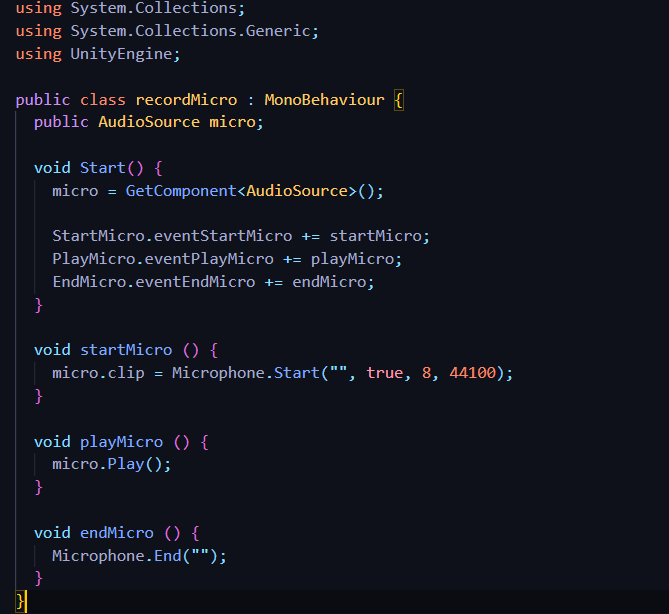 using System.Collections;
using System.Collections.Generic;
using UnityEngine;

public class recordMicro : MonoBehaviour {
  public AudioSource micro;

  void Start() {
    micro = GetComponent<AudioSource>();

    StartMicro.eventStartMicro += startMicro;
    PlayMicro.eventPlayMicro += playMicro;
    EndMicro.eventEndMicro += endMicro;
  }

  void startMicro () {
    micro.clip = Microphone.Start("", true, 8, 44100);
  }

  void playMicro () {
    micro.Play();
  }

  void endMicro () {
    Microphone.End("");
  }
}